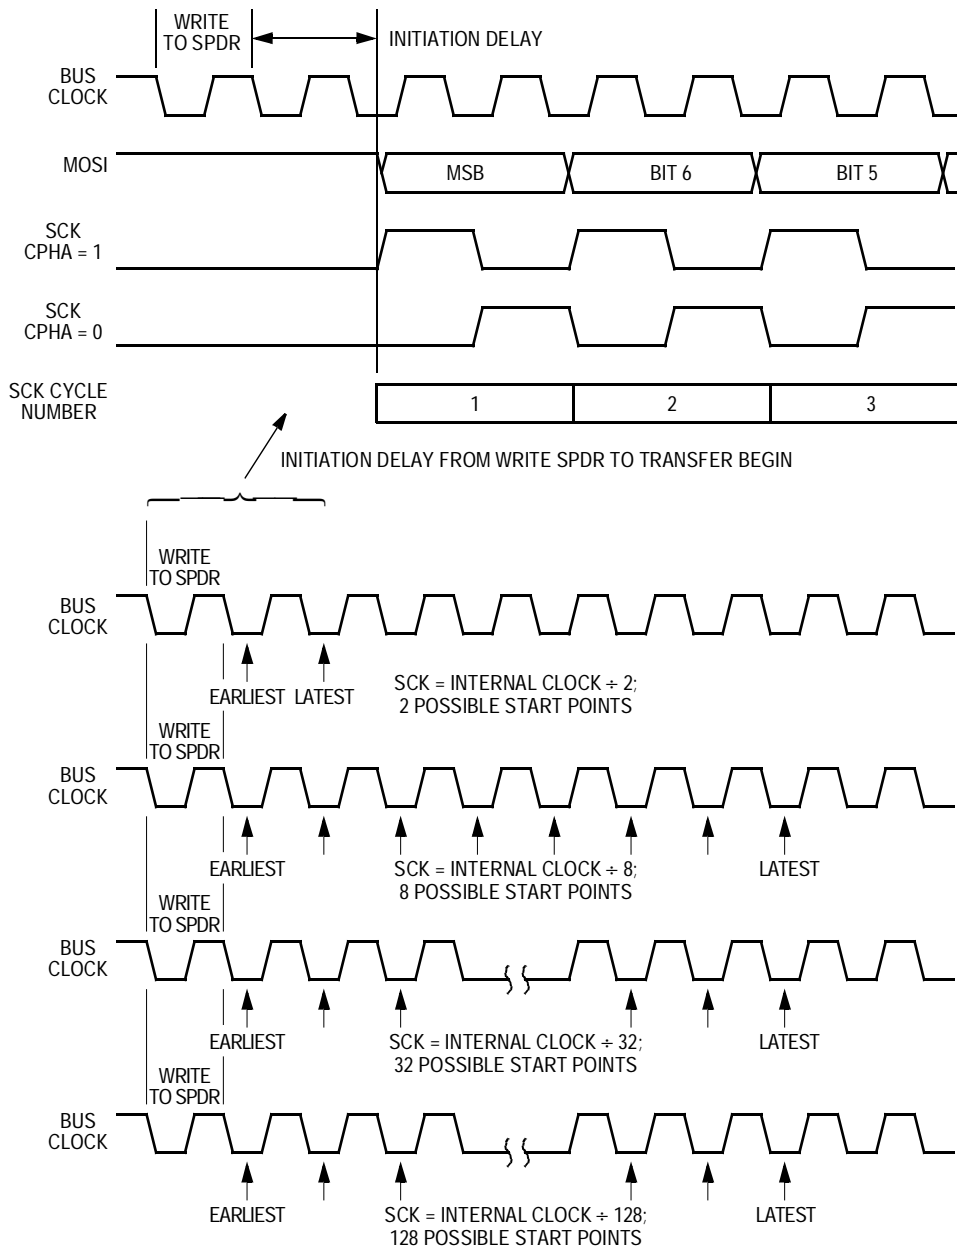 WRITE
TO SPDR
INITIATION DELAY
BUS
CLOCK
MOSI
MSB
BIT 6
BIT 5
SCK
CPHA = 1
SCK
CPHA = 0
SCK CYCLE
NUMBER
1
2
3
INITIATION DELAY FROM WRITE SPDR TO TRANSFER BEGIN
WRITE
TO SPDR
BUS
CLOCK
EARLIEST
LATEST
SCK = INTERNAL CLOCK ÷ 2;
2 POSSIBLE START POINTS
WRITE
TO SPDR
BUS
CLOCK
EARLIEST
SCK = INTERNAL CLOCK ÷ 8;
8 POSSIBLE START POINTS
LATEST
WRITE
TO SPDR
BUS
CLOCK
EARLIEST
SCK = INTERNAL CLOCK ÷ 32;
32 POSSIBLE START POINTS
LATEST
WRITE
TO SPDR
BUS
CLOCK
EARLIEST
SCK = INTERNAL CLOCK ÷ 128;
128 POSSIBLE START POINTS
LATEST